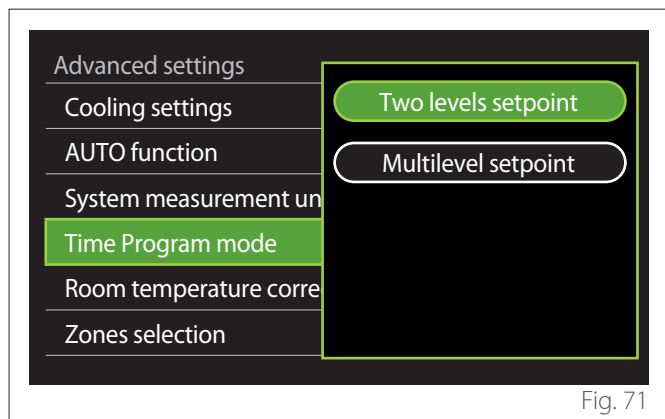 Advanced settings
Cooling settings
AUTO function
System measurement un
Time Program mode
Room temperature corre
Zones selection
Two levels setpoint
Multilevel setpoint
Fig. 71